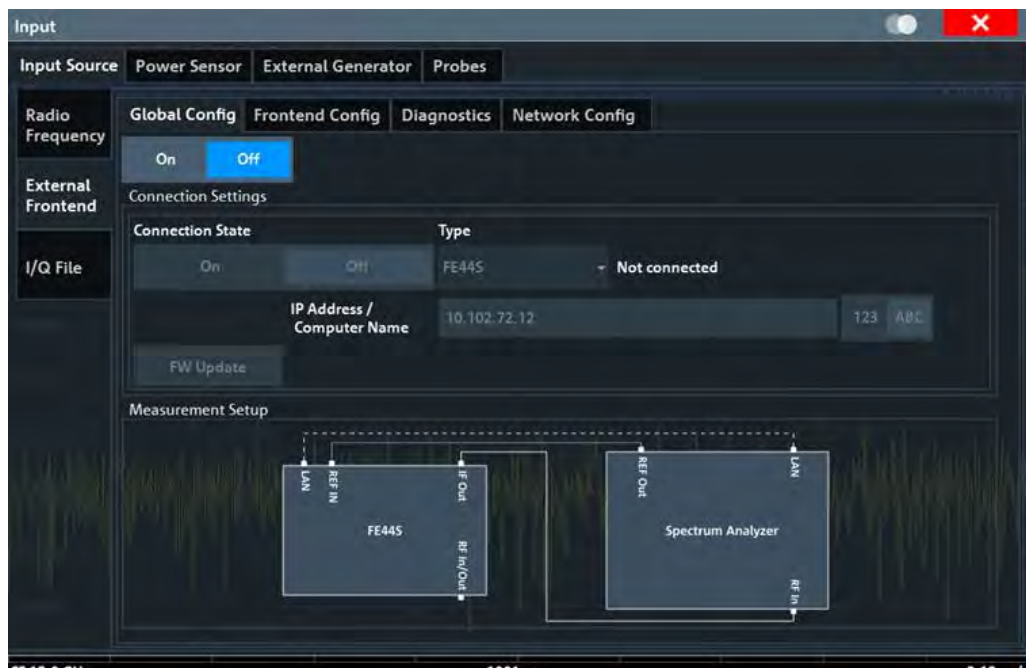 Input
Input Source Power Sensor External Generator Probes
Radio Frequency
External Frontend
I/Q File
Global Config Frontend Config Diagnostics Network Config
On Off
Connection Settings
Connection State Type
On Off FE44S Not connected
IP Address /
Computer Name
10.102.72.12 123 ABC
FW Update
Measurement Setup
LAN REF IN IF Out REF Out LAN
FE44S Spectrum Analyzer
RF In/Out RF In